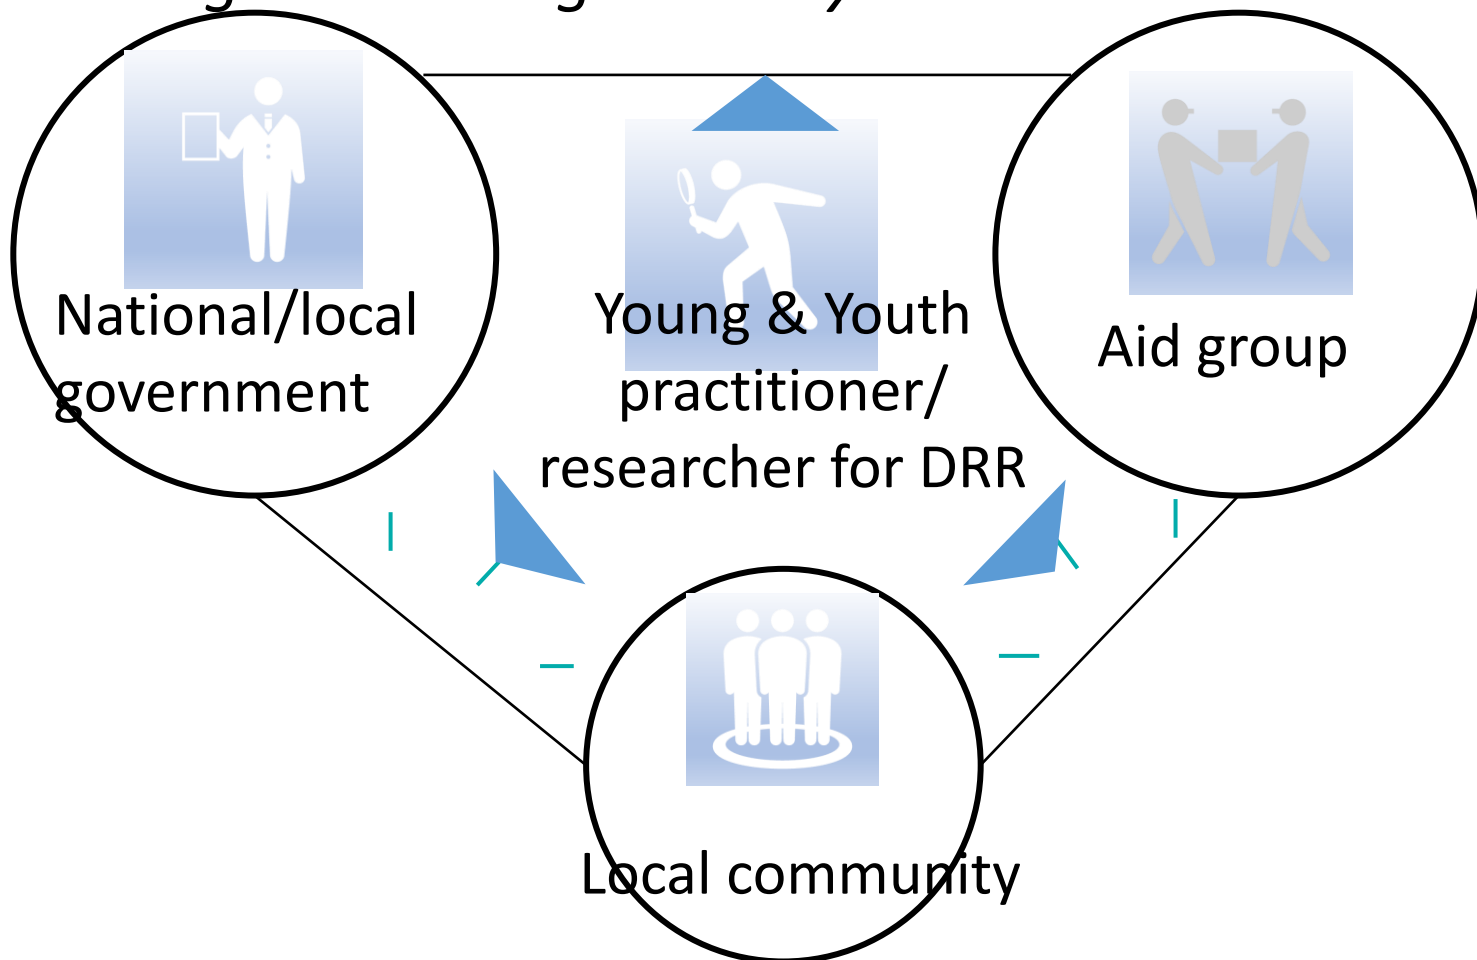 National/local
government
Young & Youth
practitioner/
researcher for DRR
Aid group
Local community